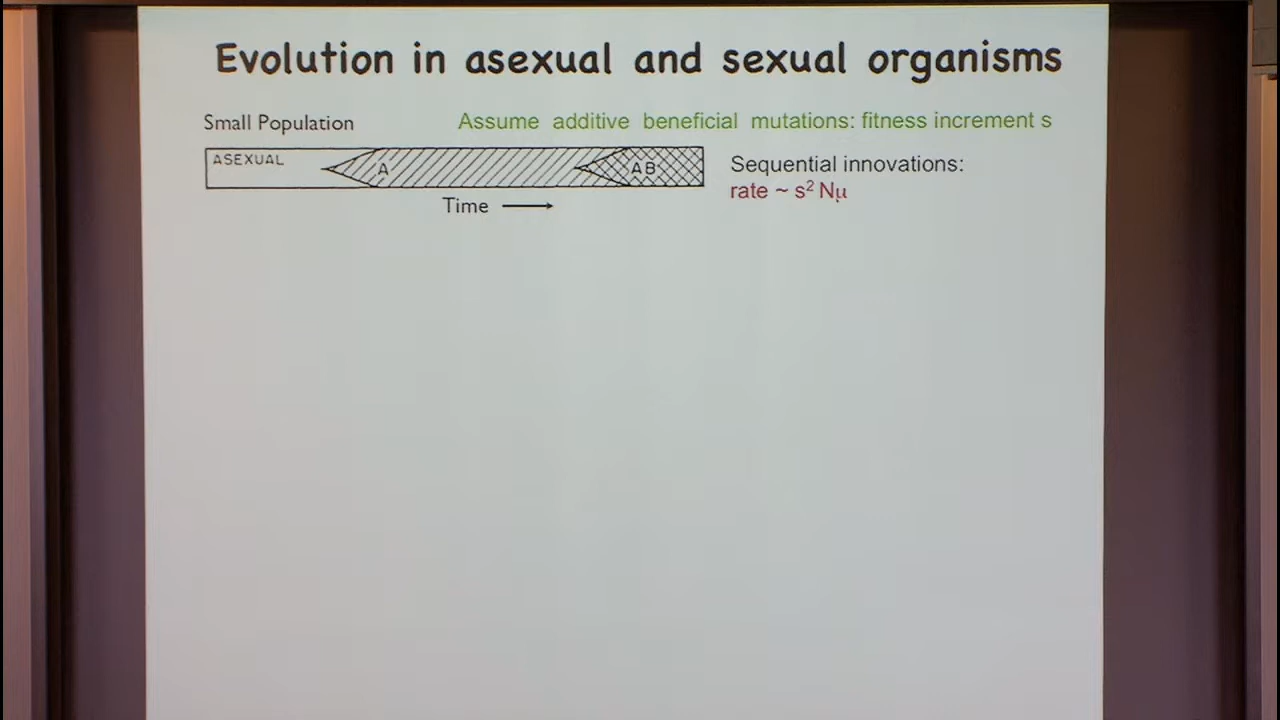 Evolution in asexual and sexual organisms
Small Population
Assume additive beneficial mutations: fitness increment s
ASEXUAL
A
AB
Sequential innovations:
rate ~ s² Nμ
Time